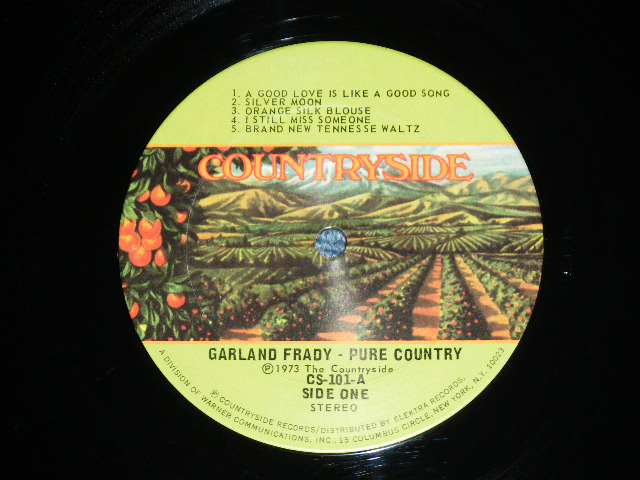 1. A GOOD LOVE IS LIKE A GOOD SONG
2. SILVER MOON
3. ORANGE SILK BLOUSE
4. I STILL MISS SOMEONE
5. BRAND NEW TENNESSE WALTZ
COUNTRYSIDE
GARLAND FRADY - PURE COUNTRY
Ⓟ1973 The Countryside
CS-101-A
SIDE ONE
STEREO
Ⓟ COUNTRYSIDE RECORDS/DISTRIBUTED BY ELEKTRA RECORDS,
A DIVISION OF WARNER COMMUNICATIONS, INC., 15 COLUMBUS CIRCLE, NEW YORK, N.Y. 10023